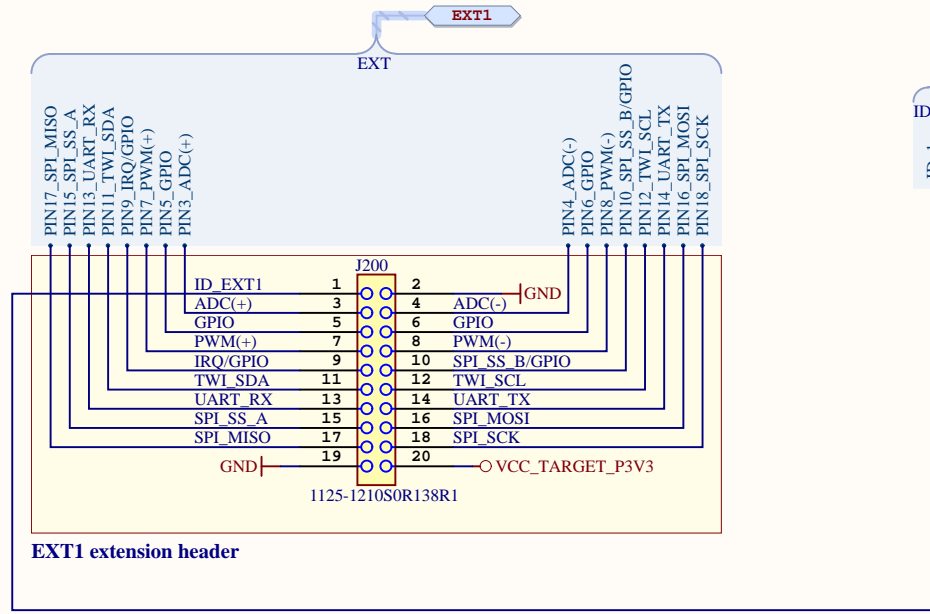 EXT1
EXT
ID
PIN17_SPI_MISO
PIN15_SPI_SS_A
PIN13_UART_RX
PIN11_TWI_SDA
PIN9_IRQ/GPIO
PIN7_PWM(+)
PIN5_GPIO
PIN3_ADC(+)
PIN4_ADC(-)
PIN6_GPIO
PIN8_PWM(-)
PIN10_SPI_SS_B/GPIO
PIN12_TWI_SCL
PIN14_UART_TX
PIN16_SPI_MOSI
PIN18_SPI_SCK
J200
ID_EXT1 1 2 GND
ADC(+) 3 4 ADC(-)
GPIO 5 6 GPIO
PWM(+) 7 8 PWM(-)
IRQ/GPIO 9 10 SPI_SS_B/GPIO
TWI_SDA 11 12 TWI_SCL
UART_RX 13 14 UART_TX
SPI_SS_A 15 16 SPI_MOSI
SPI_MISO 17 18 SPI_SCK
GND 19 20 VCC_TARGET_P3V3
1125-1210S0R138R1
EXT1 extension header